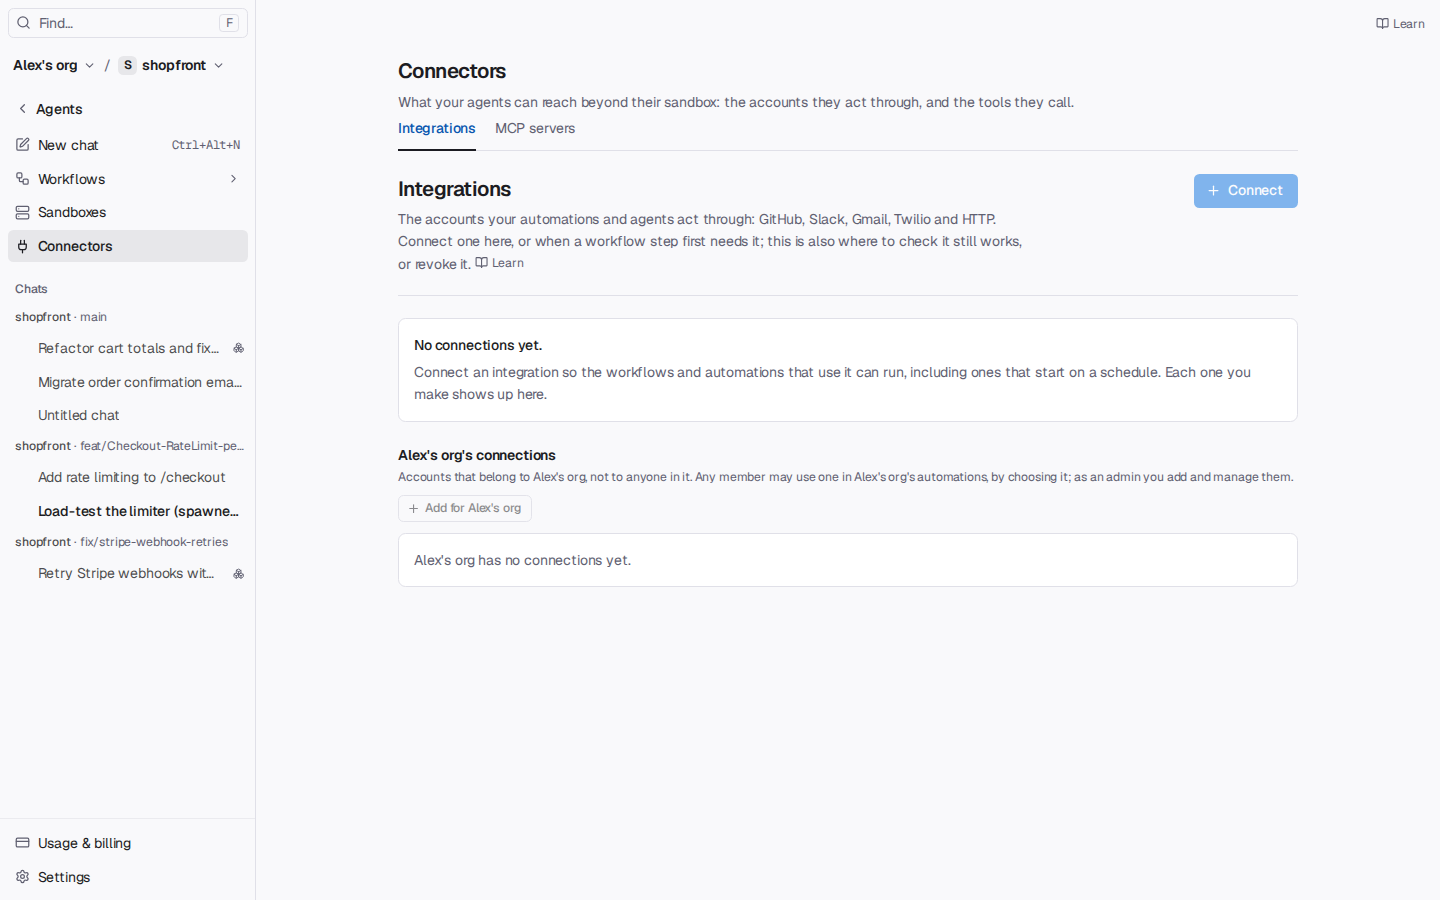 Find...
F
Learn
Alex's org / S shopfront
Agents
New chat Ctrl+Alt+N
Workflows
Sandboxes
Connectors
Chats
shopfront · main
Refactor cart totals and fix...
Migrate order confirmation ema...
Untitled chat
shopfront · feat/Checkout-RateLimit-pe...
Add rate limiting to /checkout
Load-test the limiter (spawne...
shopfront · fix/stripe-webhook-retries
Retry Stripe webhooks wit...
Usage & billing
Settings
Connectors
What your agents can reach beyond their sandbox: the accounts they act through, and the tools they call.
Integrations MCP servers
Integrations
Connect
The accounts your automations and agents act through: GitHub, Slack, Gmail, Twilio and HTTP.
Connect one here, or when a workflow step first needs it; this is also where to check it still works,
or revoke it. Learn
No connections yet.
Connect an integration so the workflows and automations that use it can run, including ones that start on a schedule. Each one you
make shows up here.
Alex's org's connections
Accounts that belong to Alex's org, not to anyone in it. Any member may use one in Alex's org's automations, by choosing it; as an admin you add and manage them.
Add for Alex's org
Alex's org has no connections yet.